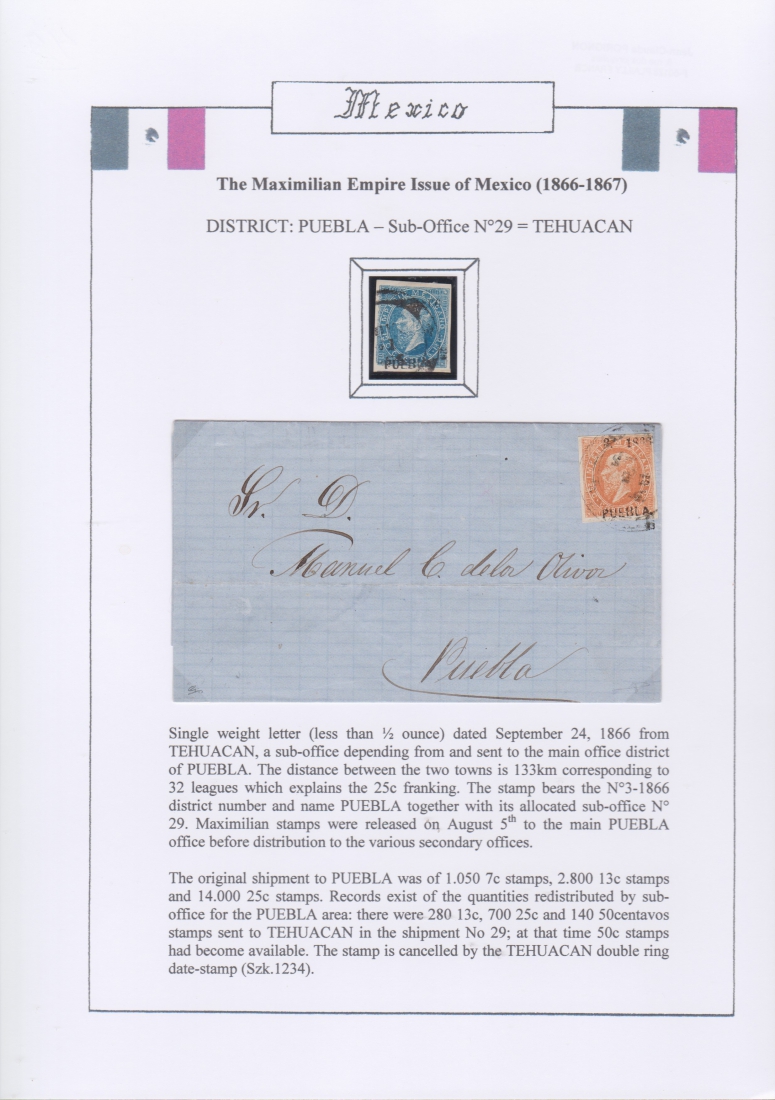 Mexico
The Maximilian Empire Issue of Mexico (1866-1867)
DISTRICT: PUEBLA – Sub-Office N°29 = TEHUACAN
PUEBLA
PUEBLA
Sr. D.
Manuel C. delos Olivos
Puebla
Single weight letter (less than ½ ounce) dated September 24, 1866 from
TEHUACAN, a sub-office depending from and sent to the main office district
of PUEBLA. The distance between the two towns is 133km corresponding to
32 leagues which explains the 25c franking. The stamp bears the N°3-1866
district number and name PUEBLA together with its allocated sub-office N°
29. Maximilian stamps were released on August 5th to the main PUEBLA
office before distribution to the various secondary offices.
The original shipment to PUEBLA was of 1.050 7c stamps, 2.800 13c stamps
and 14.000 25c stamps. Records exist of the quantities redistributed by sub-
office for the PUEBLA area: there were 280 13c, 700 25c and 140 50centavos
stamps sent to TEHUACAN in the shipment No 29; at that time 50c stamps
had become available. The stamp is cancelled by the TEHUACAN double ring
date-stamp (Szk.1234).